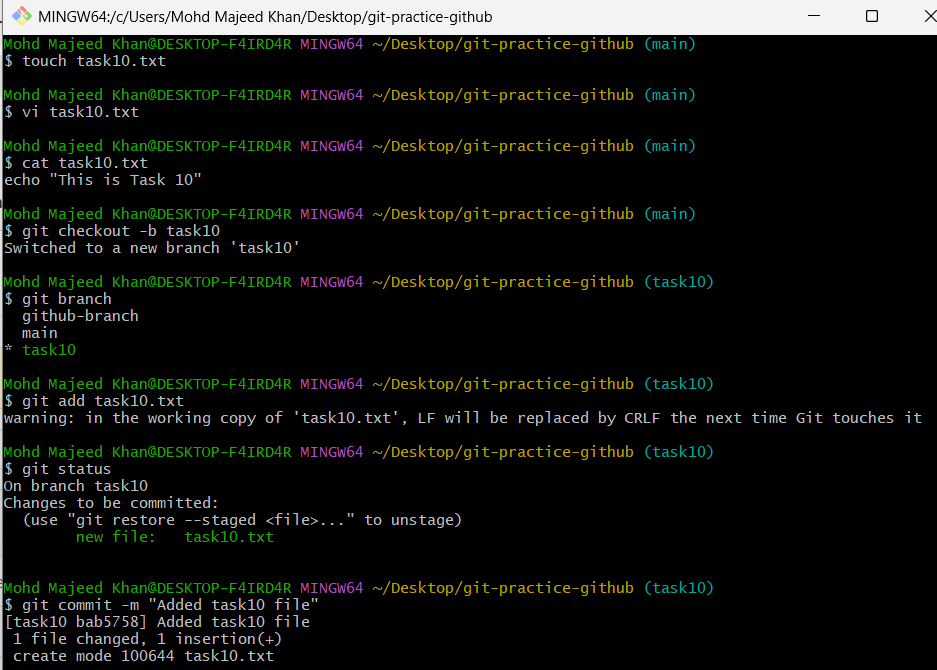 MINGW64:/c/Users/Mohd Majeed Khan/Desktop/git-practice-github
Mohd Majeed Khan@DESKTOP-F4IRD4R MINGW64 ~/Desktop/git-practice-github (main)
$ touch task10.txt
Mohd Majeed Khan@DESKTOP-F4IRD4R MINGW64 ~/Desktop/git-practice-github (main)
$ vi task10.txt
Mohd Majeed Khan@DESKTOP-F4IRD4R MINGW64 ~/Desktop/git-practice-github (main)
$ cat task10.txt
echo "This is Task 10"
Mohd Majeed Khan@DESKTOP-F4IRD4R MINGW64 ~/Desktop/git-practice-github (main)
$ git checkout -b task10
Switched to a new branch 'task10'
Mohd Majeed Khan@DESKTOP-F4IRD4R MINGW64 ~/Desktop/git-practice-github (task10)
$ git branch
  github-branch
  main
* task10
Mohd Majeed Khan@DESKTOP-F4IRD4R MINGW64 ~/Desktop/git-practice-github (task10)
$ git add task10.txt
warning: in the working copy of 'task10.txt', LF will be replaced by CRLF the next time Git touches it
Mohd Majeed Khan@DESKTOP-F4IRD4R MINGW64 ~/Desktop/git-practice-github (task10)
$ git status
On branch task10
Changes to be committed:
  (use "git restore --staged <file>..." to unstage)
        new file:   task10.txt
Mohd Majeed Khan@DESKTOP-F4IRD4R MINGW64 ~/Desktop/git-practice-github (task10)
$ git commit -m "Added task10 file"
[task10 bab5758] Added task10 file
 1 file changed, 1 insertion(+)
 create mode 100644 task10.txt